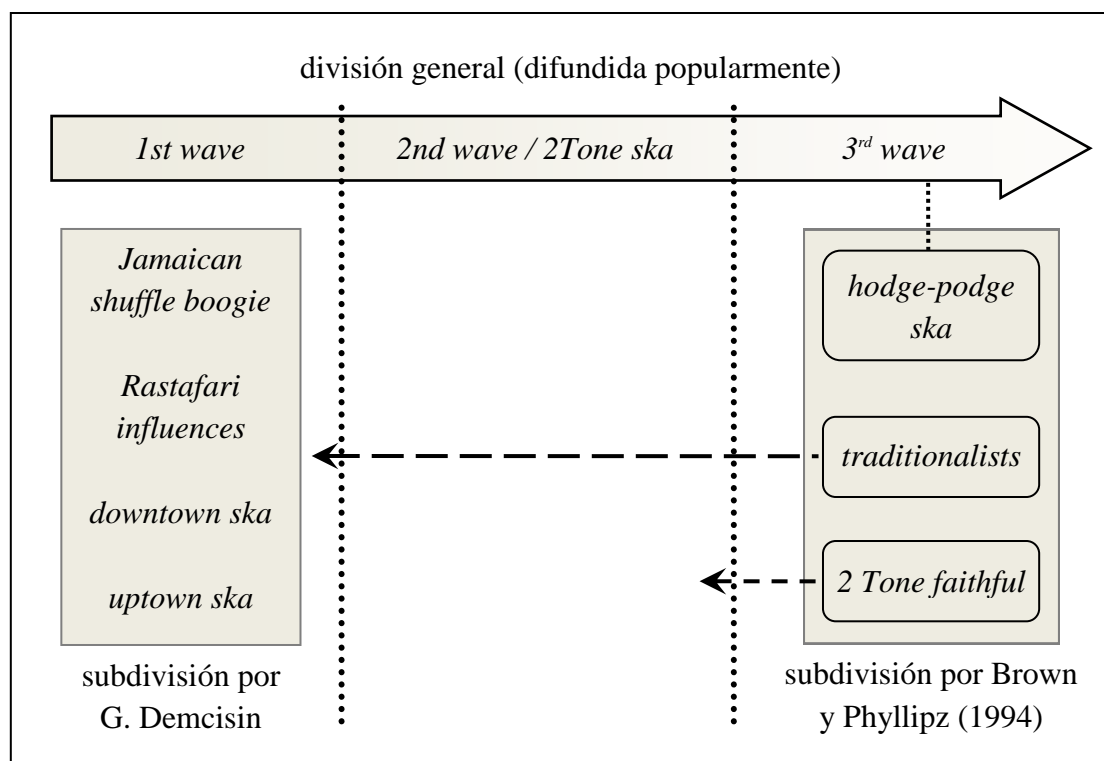 división general (difundida popularmente)
1st wave
2nd wave / 2Tone ska
3rd wave
Jamaican
shuffle boogie
Rastafari
influences
downtown ska
uptown ska
subdivisión por
G. Demcisin
hodge-podge
ska
traditionalists
2 Tone faithful
subdivisión por Brown
y Phyllipz (1994)